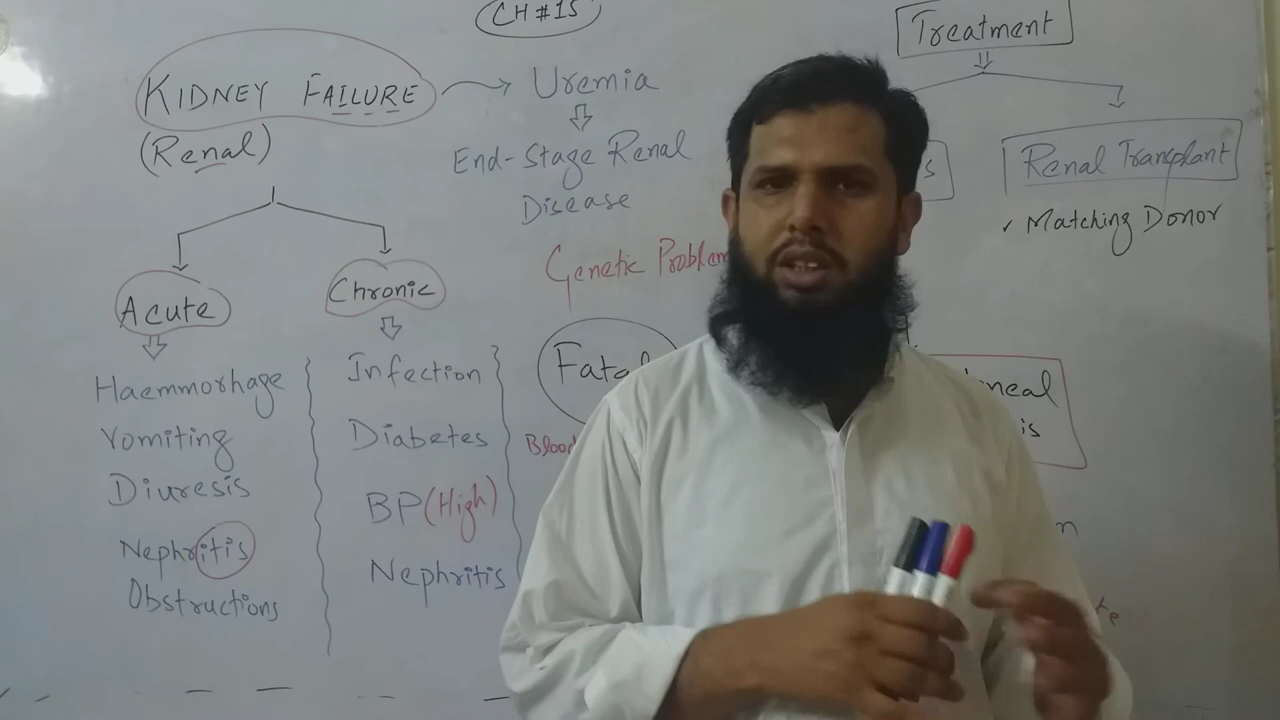 CH #15
KIDNEY FAILURE
(Renal)
Uremia
End-Stage Renal
Disease
Genetic Problem
Acute
Chronic
Haemmorhage
Vomiting
Diuresis
Nephritis
Obstructions
Infection
Diabetes
BP (High)
Nephritis
Blood
Treatment
Renal Transplant
✓ Matching Donor